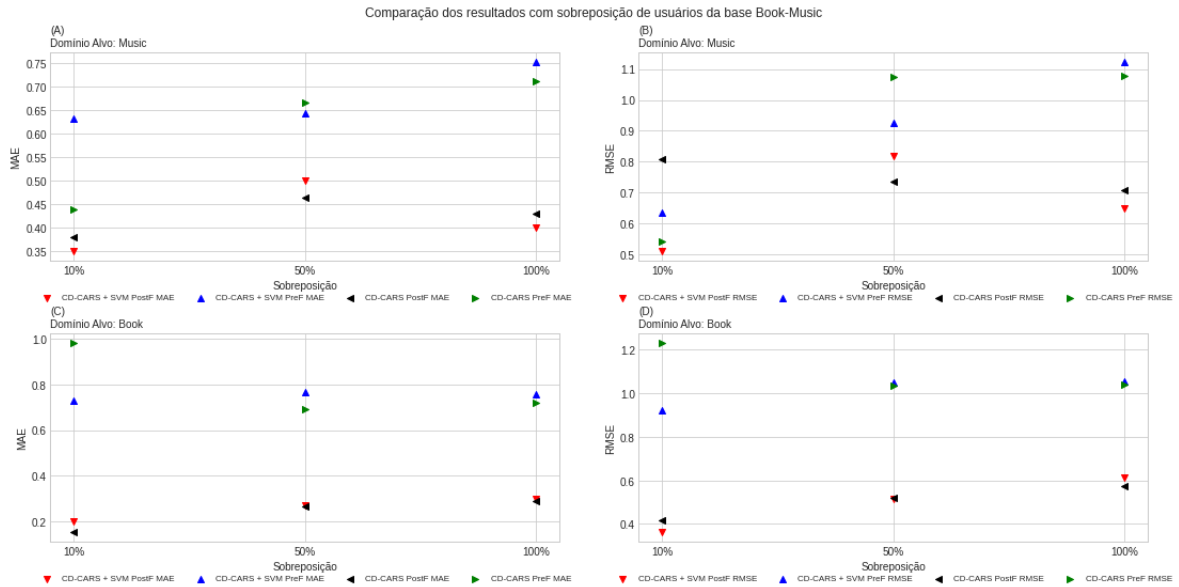 Comparação dos resultados com sobreposição de usuários da base Book-Music
(A)
Domínio Alvo: Music
MAE
0.75
0.70
0.65
0.60
0.55
0.50
0.45
0.40
0.35
10%
50%
100%
Sobreposição
CD-CARS + SVM PostF MAE
CD-CARS + SVM PreF MAE
CD-CARS PostF MAE
CD-CARS PreF MAE
(B)
Domínio Alvo: Music
RMSE
1.1
1.0
0.9
0.8
0.7
0.6
0.5
10%
50%
100%
Sobreposição
CD-CARS + SVM PostF RMSE
CD-CARS + SVM PreF RMSE
CD-CARS PostF RMSE
CD-CARS PreF RMSE
(C)
Domínio Alvo: Book
MAE
1.0
0.8
0.6
0.4
0.2
10%
50%
100%
Sobreposição
CD-CARS + SVM PostF MAE
CD-CARS + SVM PreF MAE
CD-CARS PostF MAE
CD-CARS PreF MAE
(D)
Domínio Alvo: Book
RMSE
1.2
1.0
0.8
0.6
0.4
10%
50%
100%
Sobreposição
CD-CARS + SVM PostF RMSE
CD-CARS + SVM PreF RMSE
CD-CARS PostF RMSE
CD-CARS PreF RMSE